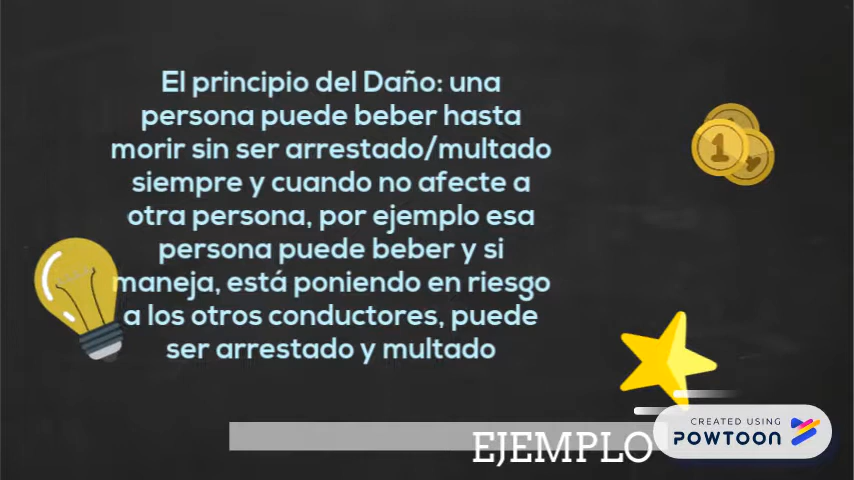 El principio del Daño: una
persona puede beber hasta
morir sin ser arrestado/multado
siempre y cuando no afecte a
otra persona, por ejemplo esa
persona puede beber y si
maneja, está poniendo en riesgo
a los otros conductores, puede
ser arrestado y multado
1
EJEMPLO
CREATED USING
POWTOON